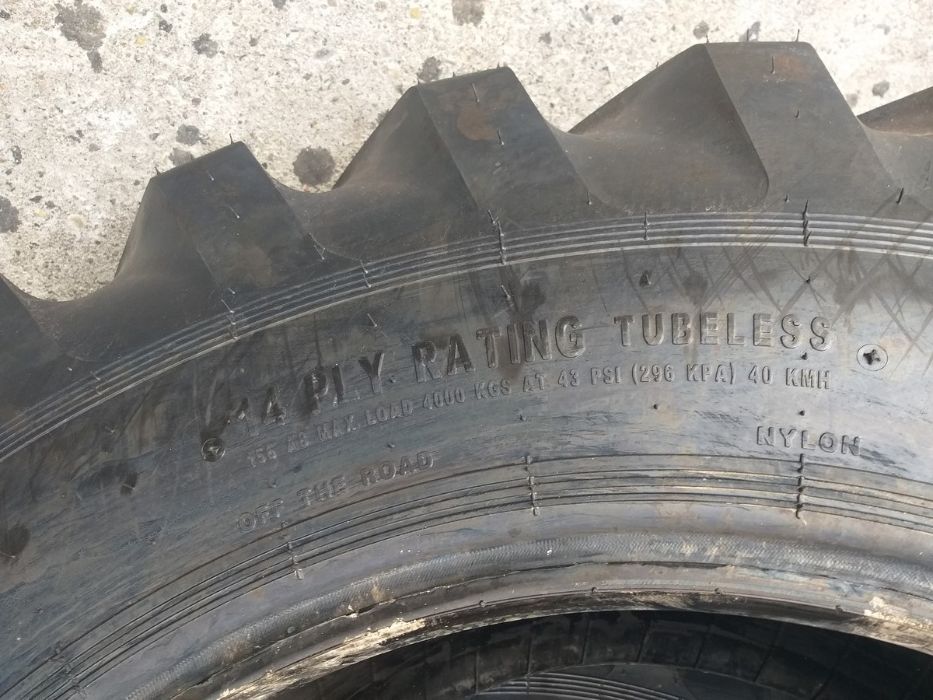 14 PLY RATING TUBELESS
156 A8 MAX LOAD 4000 KGS AT 43 PSI (296 KPA) 40 KMH
NYLON
OFF THE ROAD